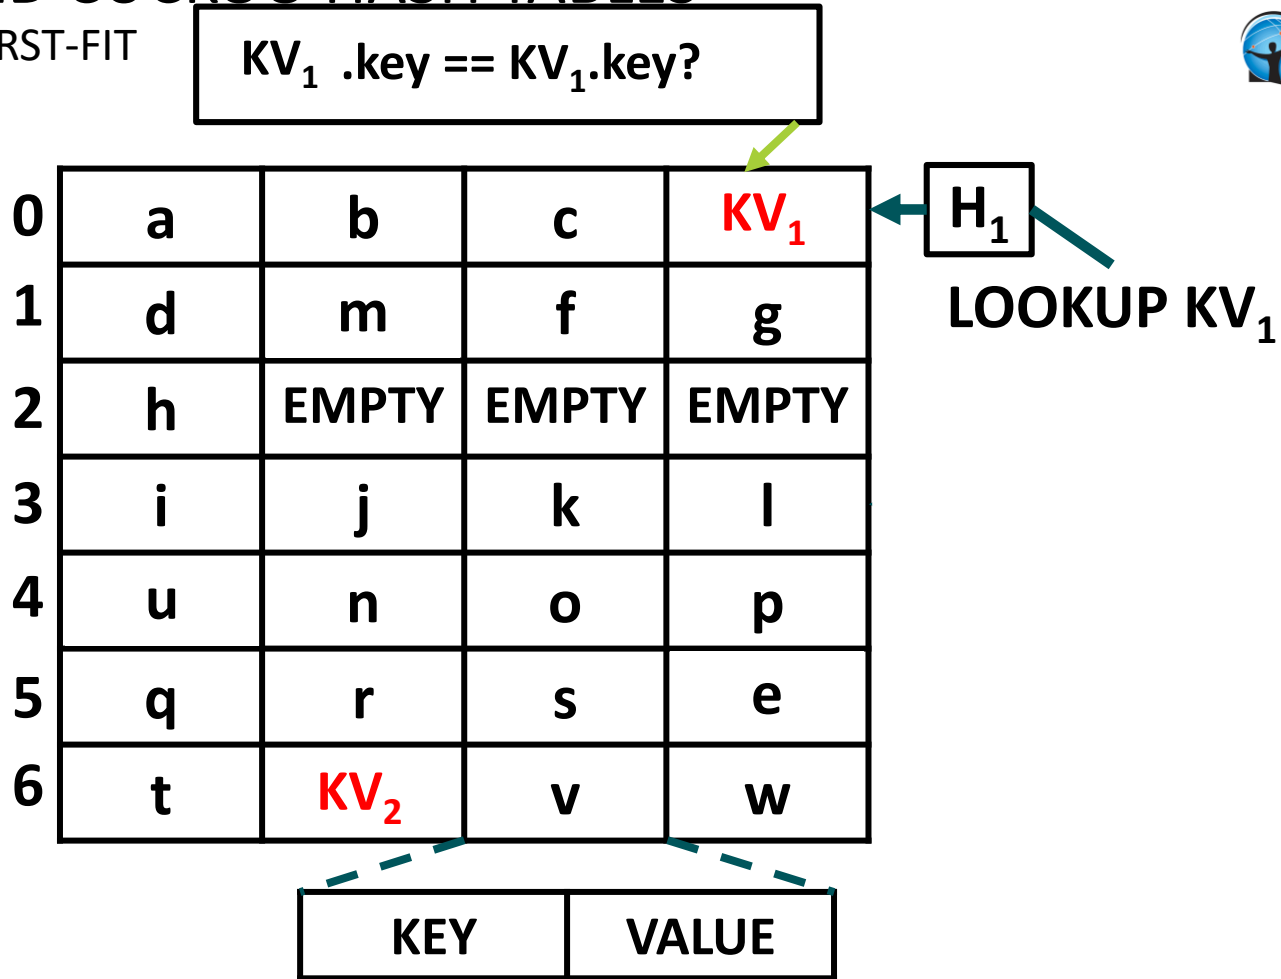 RST-FIT
KV1 .key == KV1.key?
0 a b c KV1 H1
1 d m f g LOOKUP KV1
2 h EMPTY EMPTY EMPTY
3 i j k l
4 u n o p
5 q r s e
6 t KV2 v w
KEY VALUE